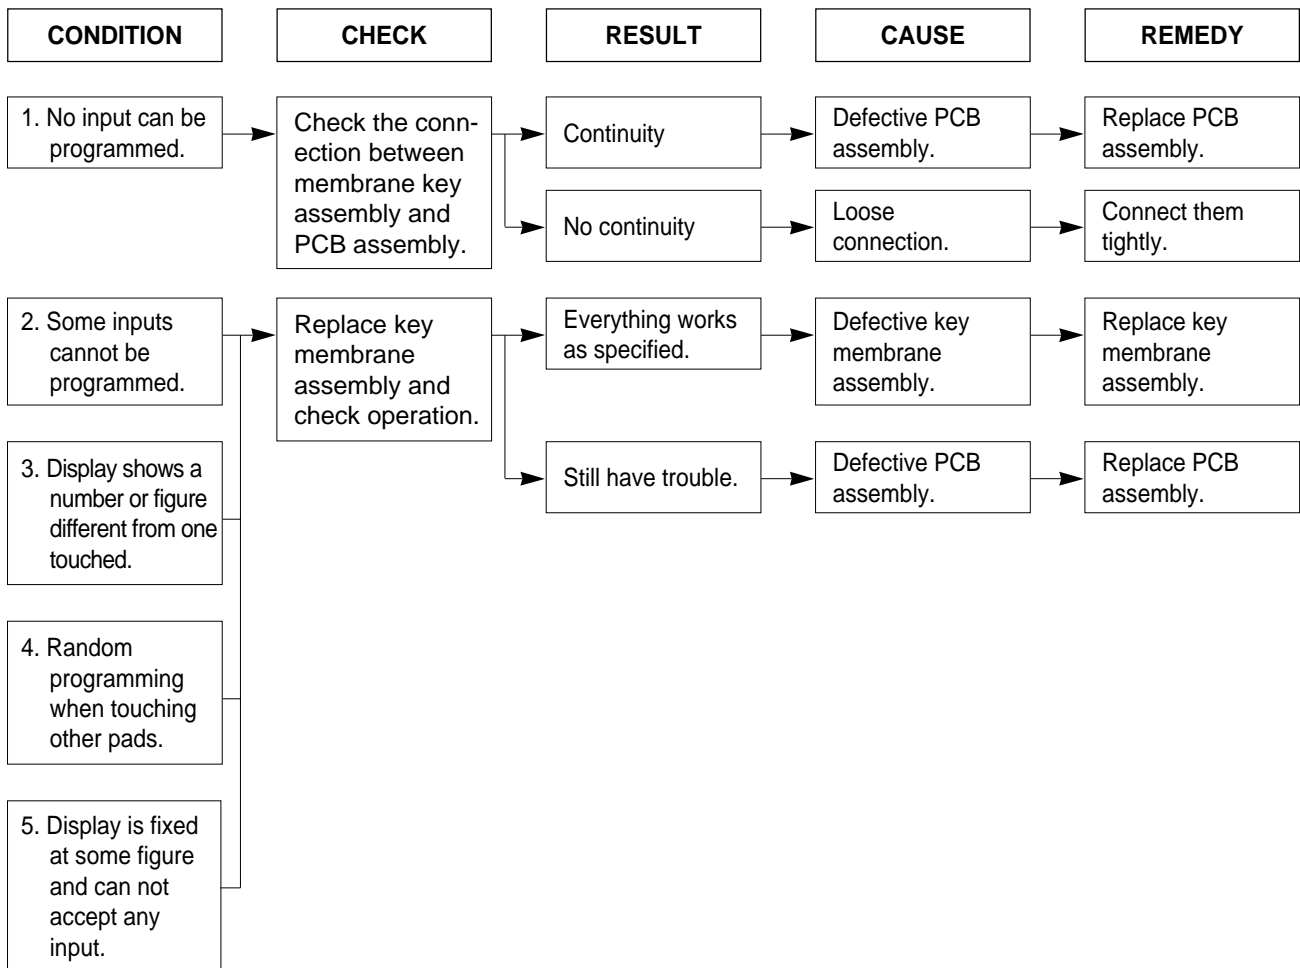 CONDITION
CHECK
RESULT
CAUSE
REMEDY
1. No input can be
programmed.
Check the conn-
ection between
membrane key
assembly and
PCB assembly.
Continuity
Defective PCB
assembly.
Replace PCB
assembly.
No continuity
Loose
connection.
Connect them
tightly.
2. Some inputs
cannot be
programmed.
Replace key
membrane
assembly and
check operation.
Everything works
as specified.
Defective key
membrane
assembly.
Replace key
membrane
assembly.
Still have trouble.
Defective PCB
assembly.
Replace PCB
assembly.
3. Display shows a
number or figure
different from one
touched.
4. Random
programming
when touching
other pads.
5. Display is fixed
at some figure
and can not
accept any
input.